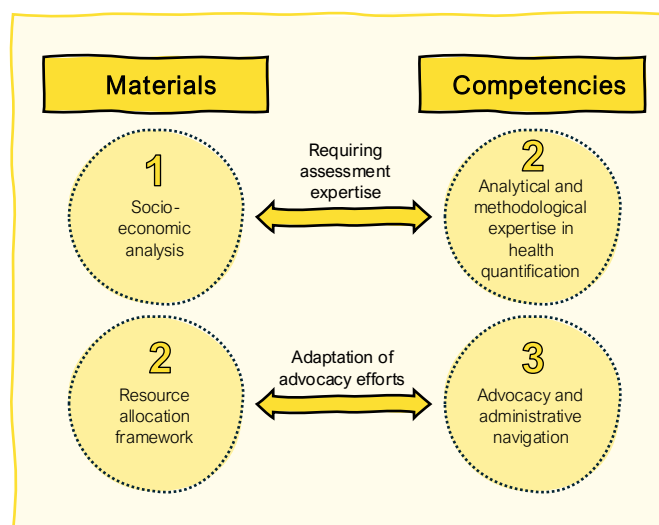 Materials
Competencies
1
Socio-
economic
analysis
Requiring
assessment
expertise
2
Analytical and
methodological
expertise in
health
quantification
2
Resource
allocation
framework
Adaptation of
advocacy efforts
3
Advocacy and
administrative
navigation